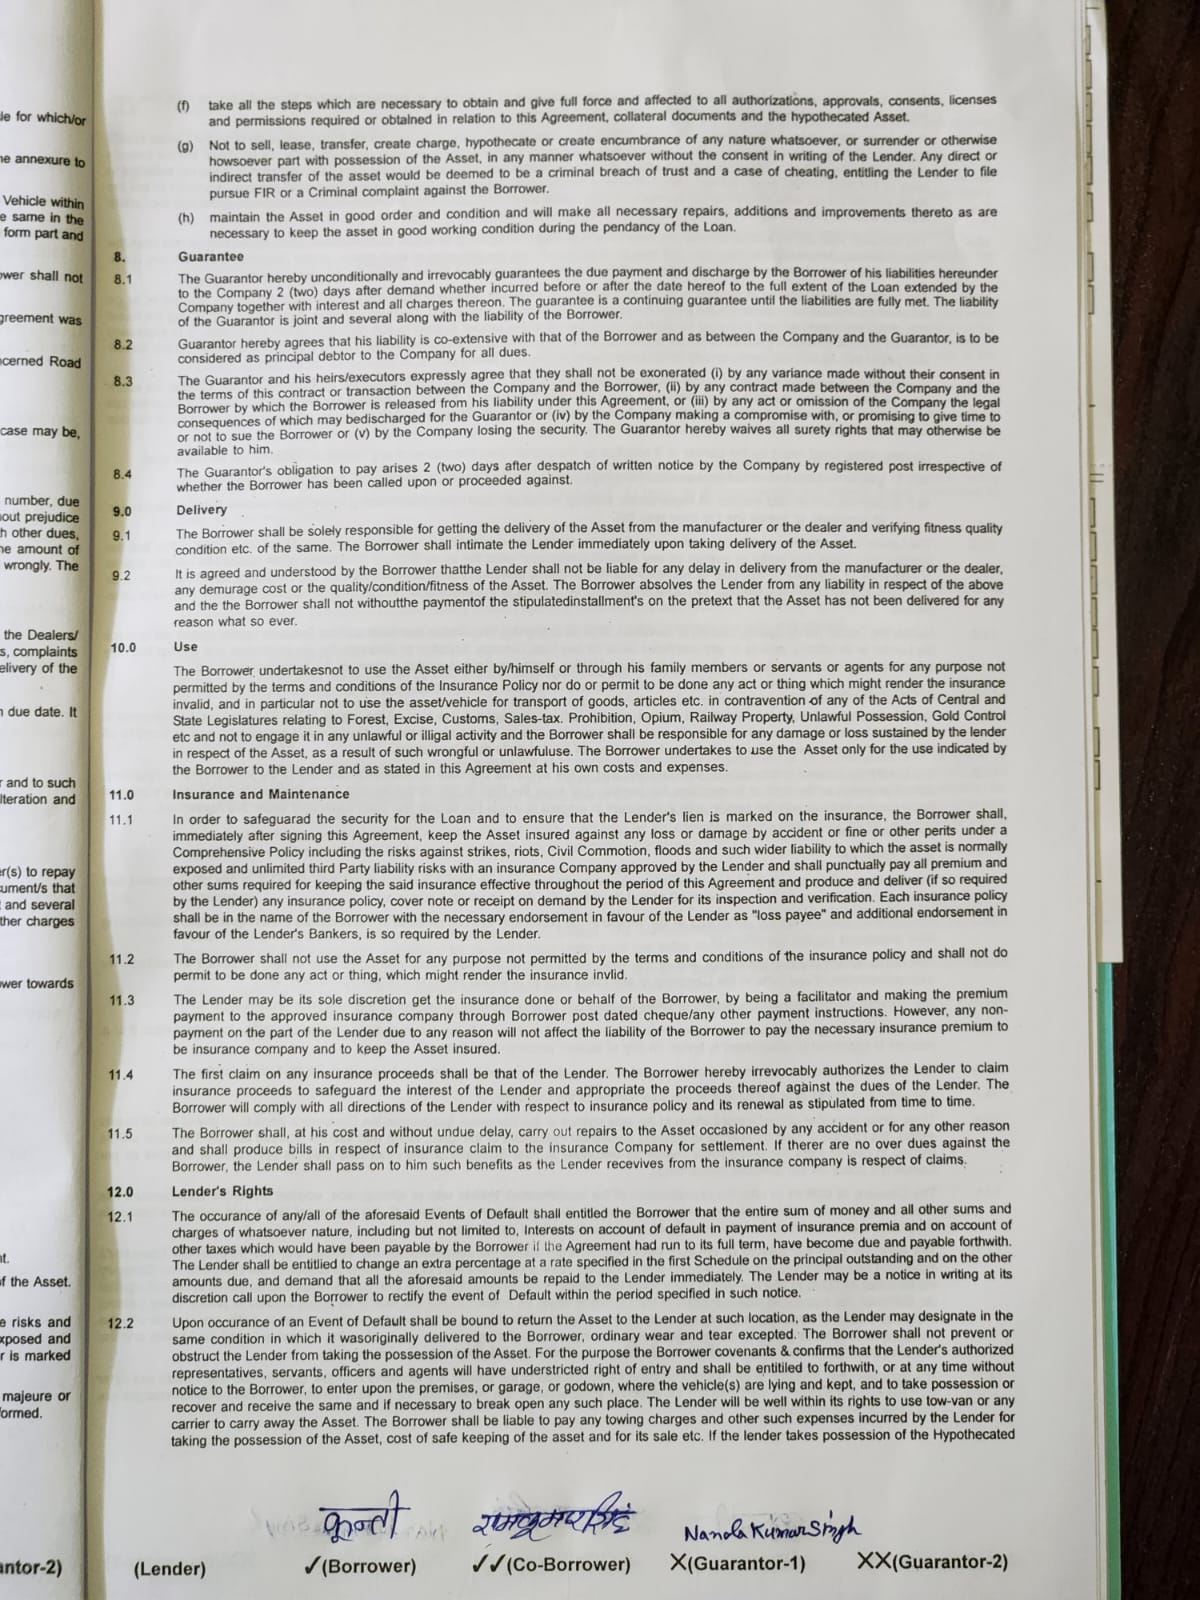 le for which/or
he annexure to
Vehicle within
e same in the
form part and
ower shall not
greement was
ncerned Road
case may be,
number, due
out prejudice
h other dues,
he amount of
wrongly. The
the Dealers/
s, complaints
elivery of the
n due date. It
r and to such
lteration and
er(s) to repay
ument/s that
and several
ther charges
ower towards
nt.
of the Asset.
e risks and
xposed and
r is marked
majeure or
formed.
antor-2)
(f) take all the steps which are necessary to obtain and give full force and affected to all authorizations, approvals, consents, licenses
and permissions required or obtained in relation to this Agreement, collateral documents and the hypothecated Asset.
(g) Not to sell, lease, transfer, create charge, hypothecate or create encumbrance of any nature whatsoever, or surrender or otherwise
howsoever part with possession of the Asset, in any manner whatsoever without the consent in writing of the Lender. Any direct or
indirect transfer of the asset would be deemed to be a criminal breach of trust and a case of cheating, entitling the Lender to file
pursue FIR or a Criminal complaint against the Borrower.
(h) maintain the Asset in good order and condition and will make all necessary repairs, additions and improvements thereto as are
necessary to keep the asset in good working condition during the pendancy of the Loan.
8. Guarantee
8.1 The Guarantor hereby unconditionally and irrevocably guarantees the due payment and discharge by the Borrower of his liabilities hereunder
to the Company 2 (two) days after demand whether incurred before or after the date hereof to the full extent of the Loan extended by the
Company together with interest and all charges thereon. The guarantee is a continuing guarantee until the liabilities are fully met. The liability
of the Guarantor is joint and several along with the liability of the Borrower.
8.2 Guarantor hereby agrees that his liability is co-extensive with that of the Borrower and as between the Company and the Guarantor, is to be
considered as principal debtor to the Company for all dues.
8.3 The Guarantor and his heirs/executors expressly agree that they shall not be exonerated (i) by any variance made without their consent in
the terms of this contract or transaction between the Company and the Borrower, (ii) by any contract made between the Company and the
Borrower by which the Borrower is released from his liability under this Agreement, or (iii) by any act or omission of the Company the legal
consequences of which may bedischarged for the Guarantor or (iv) by the Company making a compromise with, or promising to give time to
or not to sue the Borrower or (v) by the Company losing the security. The Guarantor hereby waives all surety rights that may otherwise be
available to him.
8.4 The Guarantor's obligation to pay arises 2 (two) days after despatch of written notice by the Company by registered post irrespective of
whether the Borrower has been called upon or proceeded against.
9.0 Delivery
9.1 The Borrower shall be solely responsible for getting the delivery of the Asset from the manufacturer or the dealer and verifying fitness quality
condition etc. of the same. The Borrower shall intimate the Lender immediately upon taking delivery of the Asset.
9.2 It is agreed and understood by the Borrower thatthe Lender shall not be liable for any delay in delivery from the manufacturer or the dealer,
any demurage cost or the quality/condition/fitness of the Asset. The Borrower absolves the Lender from any liability in respect of the above
and the the Borrower shall not withoutthe paymentof the stipulatedinstallment's on the pretext that the Asset has not been delivered for any
reason what so ever.
10.0 Use
The Borrower undertakesnot to use the Asset either by/himself or through his family members or servants or agents for any purpose not
permitted by the terms and conditions of the Insurance Policy nor do or permit to be done any act or thing which might render the insurance
invalid, and in particular not to use the asset/vehicle for transport of goods, articles etc. in contravention of any of the Acts of Central and
State Legislatures relating to Forest, Excise, Customs, Sales-tax. Prohibition, Opium, Railway Property, Unlawful Possession, Gold Control
etc and not to engage it in any unlawful or illigal activity and the Borrower shall be responsible for any damage or loss sustained by the lender
in respect of the Asset, as a result of such wrongful or unlawfuluse. The Borrower undertakes to use the Asset only for the use indicated by
the Borrower to the Lender and as stated in this Agreement at his own costs and expenses.
11.0 Insurance and Maintenance
11.1 In order to safeguarad the security for the Loan and to ensure that the Lender's lien is marked on the insurance, the Borrower shall,
immediately after signing this Agreement, keep the Asset insured against any loss or damage by accident or fine or other perits under a
Comprehensive Policy including the risks against strikes, riots, Civil Commotion, floods and such wider liability to which the asset is normally
exposed and unlimited third Party liability risks with an insurance Company approved by the Lender and shall punctually pay all premium and
other sums required for keeping the said insurance effective throughout the period of this Agreement and produce and deliver (if so required
by the Lender) any insurance policy, cover note or receipt on demand by the Lender for its inspection and verification. Each insurance policy
shall be in the name of the Borrower with the necessary endorsement in favour of the Lender as "loss payee" and additional endorsement in
favour of the Lender's Bankers, is so required by the Lender.
11.2 The Borrower shall not use the Asset for any purpose not permitted by the terms and conditions of the insurance policy and shall not do
permit to be done any act or thing, which might render the insurance invlid.
11.3 The Lender may be its sole discretion get the insurance done or behalf of the Borrower, by being a facilitator and making the premium
payment to the approved insurance company through Borrower post dated cheque/any other payment instructions. However, any non-
payment on the part of the Lender due to any reason will not affect the liability of the Borrower to pay the necessary insurance premium to
be insurance company and to keep the Asset insured.
11.4 The first claim on any insurance proceeds shall be that of the Lender. The Borrower hereby irrevocably authorizes the Lender to claim
insurance proceeds to safeguard the interest of the Lender and appropriate the proceeds thereof against the dues of the Lender. The
Borrower will comply with all directions of the Lender with respect to insurance policy and its renewal as stipulated from time to time.
11.5 The Borrower shall, at his cost and without undue delay, carry out repairs to the Asset occasioned by any accident or for any other reason
and shall produce bills in respect of insurance claim to the insurance Company for settlement. If therer are no over dues against the
Borrower, the Lender shall pass on to him such benefits as the Lender recevives from the insurance company is respect of claims.
12.0 Lender's Rights
12.1 The occurance of any/all of the aforesaid Events of Default shall entitled the Borrower that the entire sum of money and all other sums and
charges of whatsoever nature, including but not limited to, Interests on account of default in payment of insurance premia and on account of
other taxes which would have been payable by the Borrower if the Agreement had run to its full term, have become due and payable forthwith.
The Lender shall be entitlied to change an extra percentage at a rate specified in the first Schedule on the principal outstanding and on the other
amounts due, and demand that all the aforesaid amounts be repaid to the Lender immediately. The Lender may be a notice in writing at its
discretion call upon the Borrower to rectify the event of Default within the period specified in such notice.
12.2 Upon occurance of an Event of Default shall be bound to return the Asset to the Lender at such location, as the Lender may designate in the
same condition in which it wasoriginally delivered to the Borrower, ordinary wear and tear excepted. The Borrower shall not prevent or
obstruct the Lender from taking the possession of the Asset. For the purpose the Borrower covenants & confirms that the Lender's authorized
representatives, servants, officers and agents will have understricted right of entry and shall be entitiled to forthwith, or at any time without
notice to the Borrower, to enter upon the premises, or garage, or godown, where the vehicle(s) are lying and kept, and to take possession or
recover and receive the same and if necessary to break open any such place. The Lender will be well within its rights to use tow-van or any
carrier to carry away the Asset. The Borrower shall be liable to pay any towing charges and other such expenses incurred by the Lender for
taking the possession of the Asset, cost of safe keeping of the asset and for its sale etc. If the lender takes possession of the Hypothecated
कुन्ती रामकुमार सिंह Nanda Kumar Singh
(Lender) ✓(Borrower) ✓✓(Co-Borrower) X(Guarantor-1) XX(Guarantor-2)